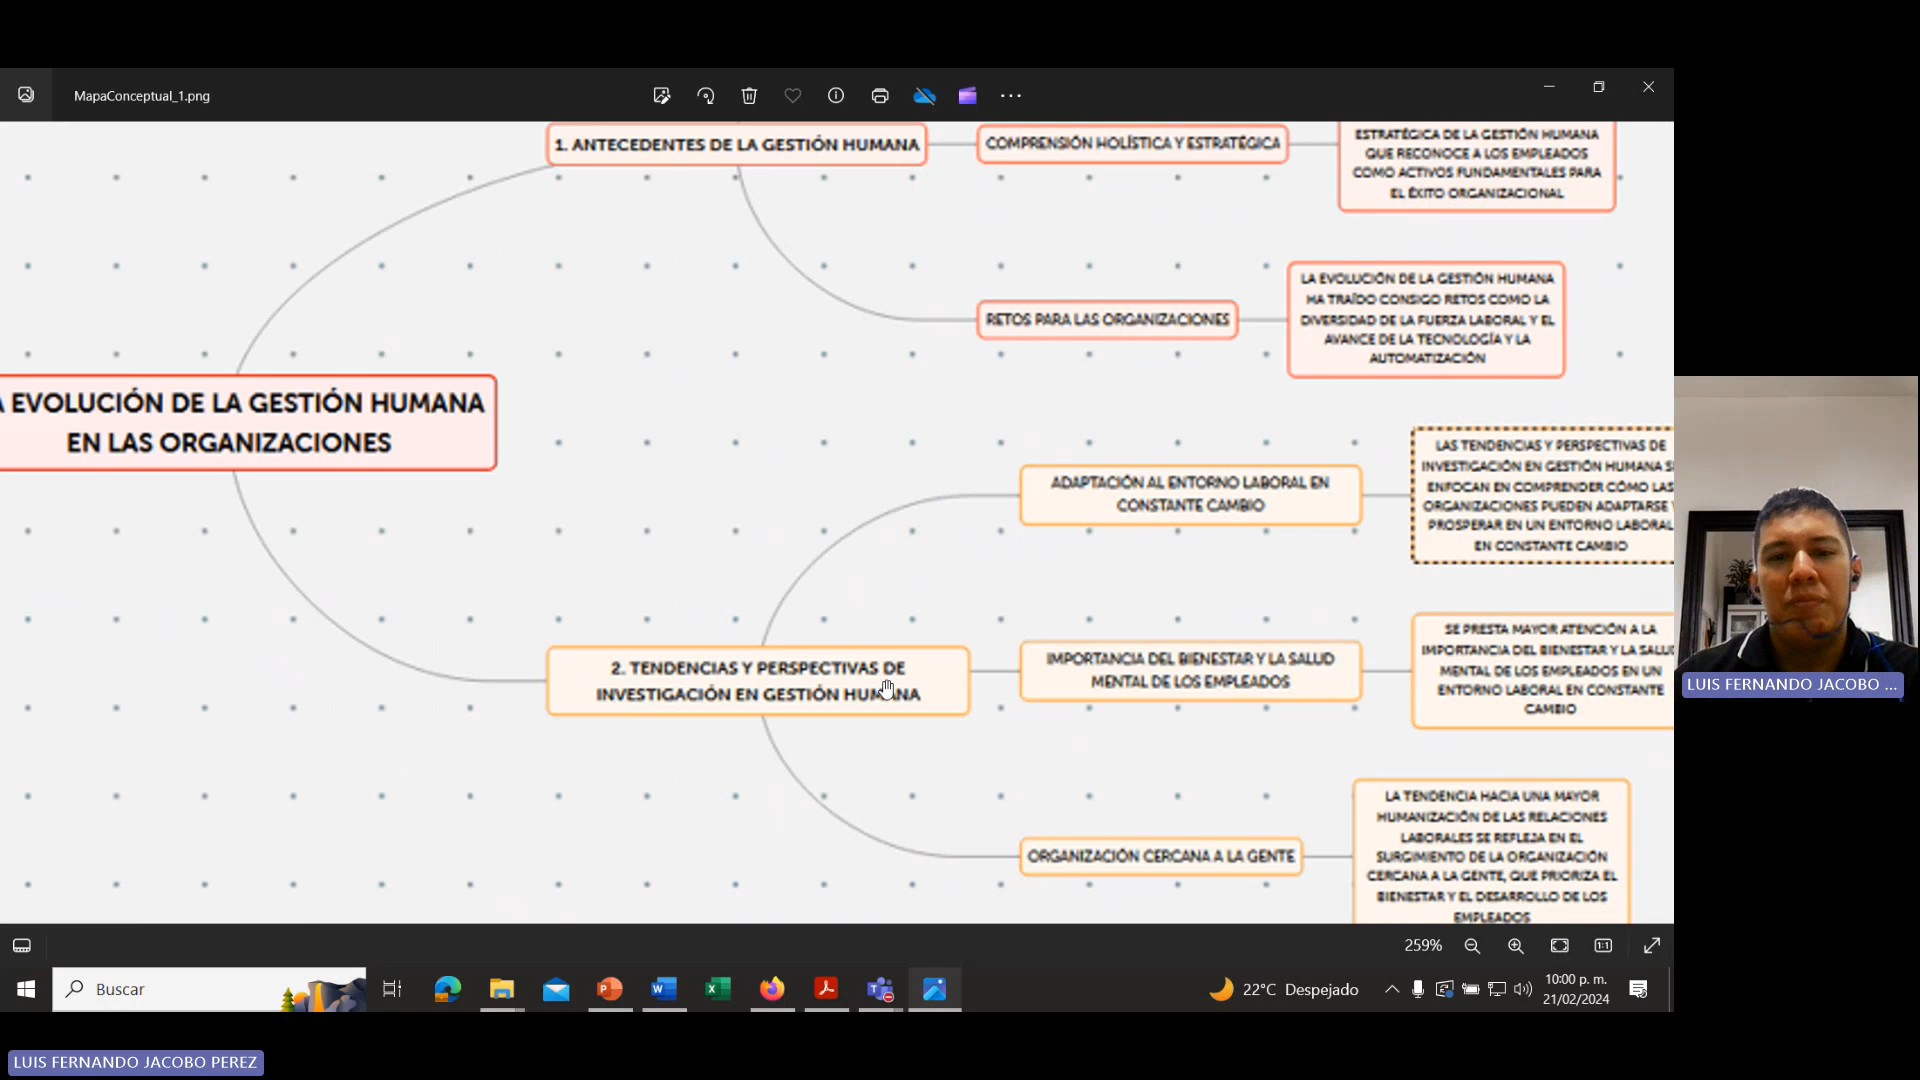 MapaConceptual_1.png
1. ANTECEDENTES DE LA GESTIÓN HUMANA
COMPRENSIÓN HOLÍSTICA Y ESTRATÉGICA
ESTRATÉGICA DE LA GESTIÓN HUMANA
QUE RECONOCE A LOS EMPLEADOS
COMO ACTIVOS FUNDAMENTALES PARA
EL ÉXITO ORGANIZACIONAL
RETOS PARA LAS ORGANIZACIONES
LA EVOLUCIÓN DE LA GESTIÓN HUMANA
HA TRAÍDO CONSIGO RETOS COMO LA
DIVERSIDAD DE LA FUERZA LABORAL Y EL
AVANCE DE LA TECNOLOGÍA Y LA
AUTOMATIZACIÓN
A EVOLUCIÓN DE LA GESTIÓN HUMANA
EN LAS ORGANIZACIONES
ADAPTACIÓN AL ENTORNO LABORAL EN
CONSTANTE CAMBIO
LAS TENDENCIAS Y PERSPECTIVAS DE
INVESTIGACIÓN EN GESTIÓN HUMANA S
ENFOCAN EN COMPRENDER CÓMO LAS
ORGANIZACIONES PUEDEN ADAPTARSE Y
PROSPERAR EN UN ENTORNO LABORAL
EN CONSTANTE CAMBIO
2. TENDENCIAS Y PERSPECTIVAS DE
INVESTIGACIÓN EN GESTIÓN HUMANA
IMPORTANCIA DEL BIENESTAR Y LA SALUD
MENTAL DE LOS EMPLEADOS
SE PRESTA MAYOR ATENCIÓN A LA
IMPORTANCIA DEL BIENESTAR Y LA SALUD
MENTAL DE LOS EMPLEADOS EN UN
ENTORNO LABORAL EN CONSTANTE
CAMBIO
ORGANIZACIÓN CERCANA A LA GENTE
LA TENDENCIA HACIA UNA MAYOR
HUMANIZACIÓN DE LAS RELACIONES
LABORALES SE REFLEJA EN EL
SURGIMIENTO DE LA ORGANIZACIÓN
CERCANA A LA GENTE, QUE PRIORIZA EL
BIENESTAR Y EL DESARROLLO DE LOS
EMPLEADOS
LUIS FERNANDO JACOBO ...
259%
1:1
Buscar
22°C Despejado
10:00 p. m.
21/02/2024
LUIS FERNANDO JACOBO PEREZ